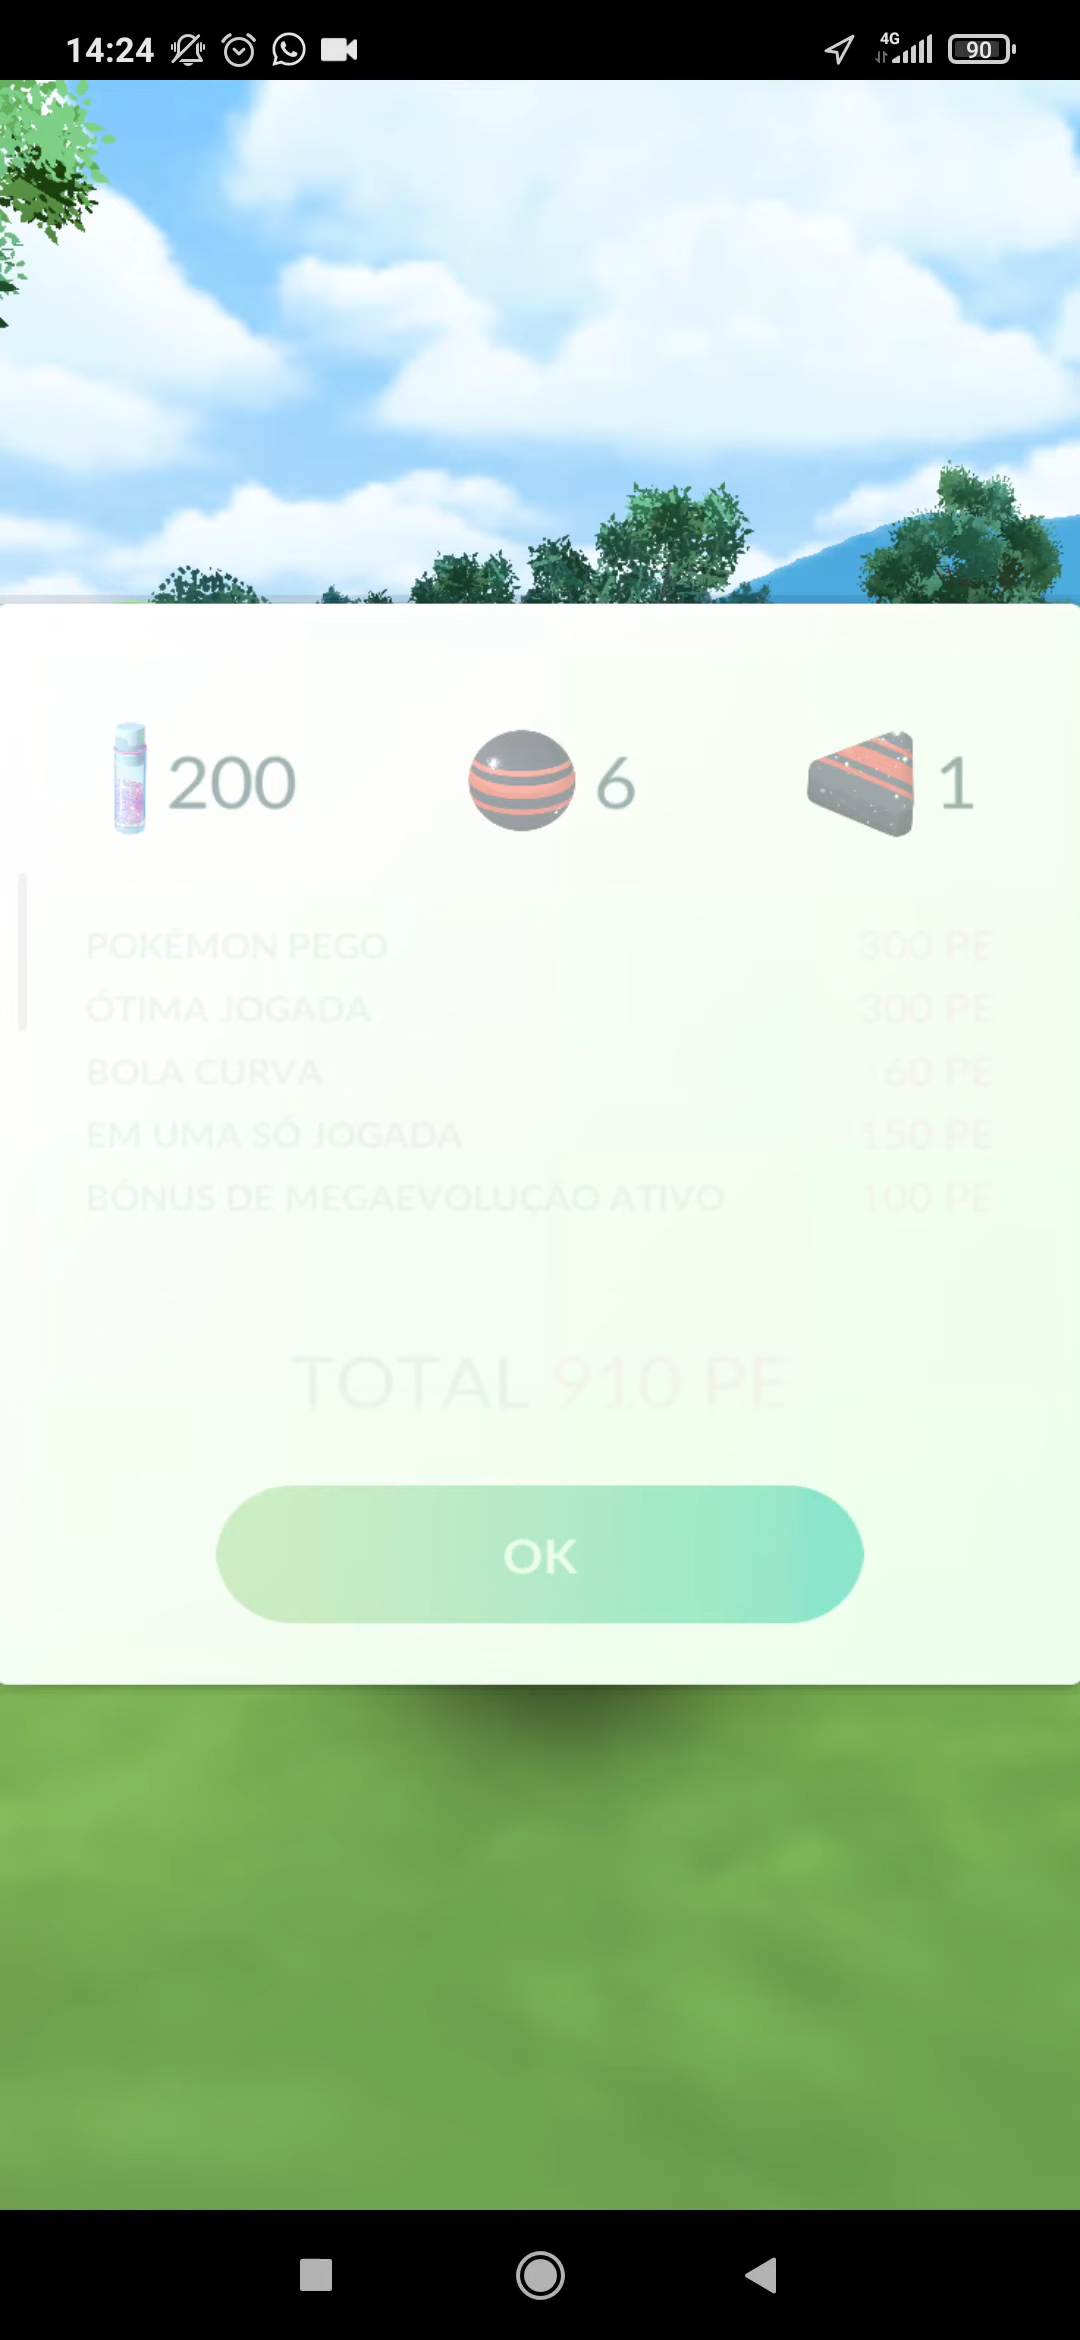 14:24
4G
90
200
6
1
POKÉMON PEGO 300 PE
ÓTIMA JOGADA 300 PE
BOLA CURVA 60 PE
EM UMA SÓ JOGADA 150 PE
BÔNUS DE MEGAEVOLUÇÃO ATIVO 100 PE
TOTAL 910 PE
OK